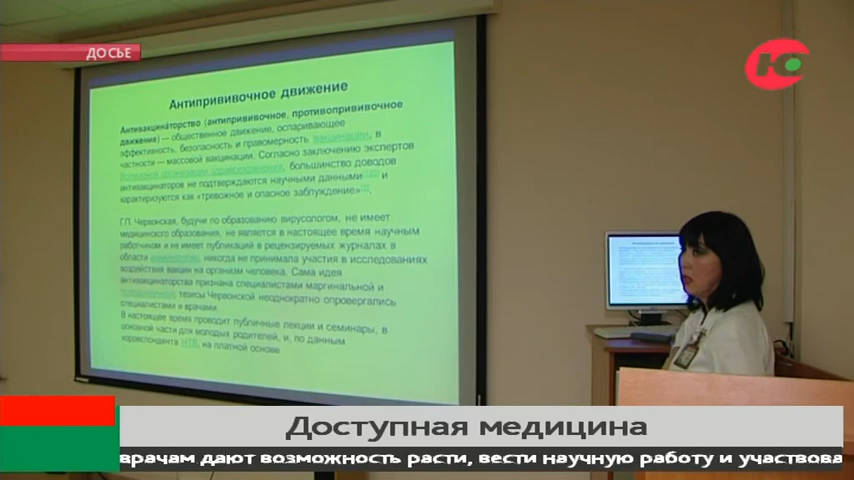 ДОСЬЕ
Ю
Антипрививочное движение
Антивакцина́торство (антипрививочное, противопрививочное
движение) — общественное движение, оспаривающее
эффективность, безопасность и правомерность вакцинации, в
частности — массовой вакцинации. Согласно заключению экспертов
Всемирной организации здравоохранения, большинство доводов
антивакцинаторов не подтверждаются научными данными и
характеризуются как «тревожное и опасное заблуждение» .
Г.П. Червонская, будучи по образованию вирусологом, не имеет
медицинского образования, не является в настоящее время научным
работником и не имеет публикаций в рецензируемых журналах в
области никогда не принимала участия в исследованиях
воздействия вакцин на организм человека. Сама идея
антивакцинаторства признана специалистами маргинальной и
тезисы Червонской неоднократно опровергались
специалистами и врачами.
В настоящее время проводит публичные лекции и семинары, в
основной части для молодых родителей, и, по данным
корреспондента НТВ, на платной основе
Доступная медицина
врачам дают возможность расти, вести научную работу и участвова